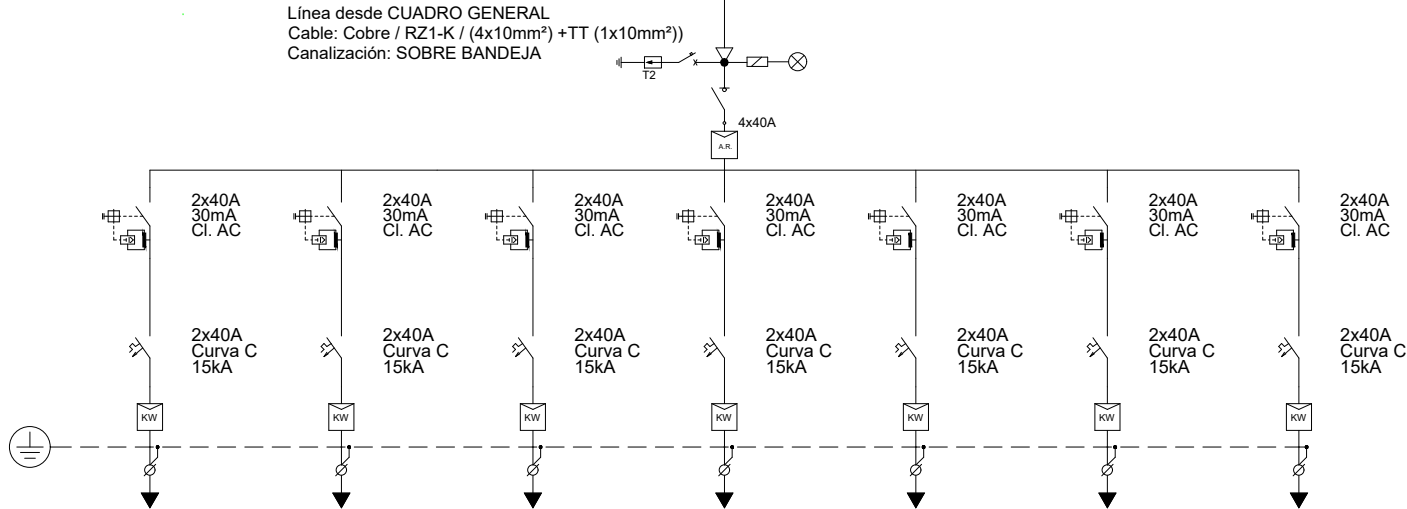 Línea desde CUADRO GENERAL
Cable: Cobre / RZ1-K / (4x10mm²) +TT (1x10mm²))
Canalización: SOBRE BANDEJA
T2
4x40A
A.R.
2x40A
30mA
Cl. AC
2x40A
30mA
Cl. AC
2x40A
30mA
Cl. AC
2x40A
30mA
Cl. AC
2x40A
30mA
Cl. AC
2x40A
30mA
Cl. AC
2x40A
30mA
Cl. AC
2x40A
Curva C
15kA
2x40A
Curva C
15kA
2x40A
Curva C
15kA
2x40A
Curva C
15kA
2x40A
Curva C
15kA
2x40A
Curva C
15kA
2x40A
Curva C
15kA
KW
KW
KW
KW
KW
KW
KW